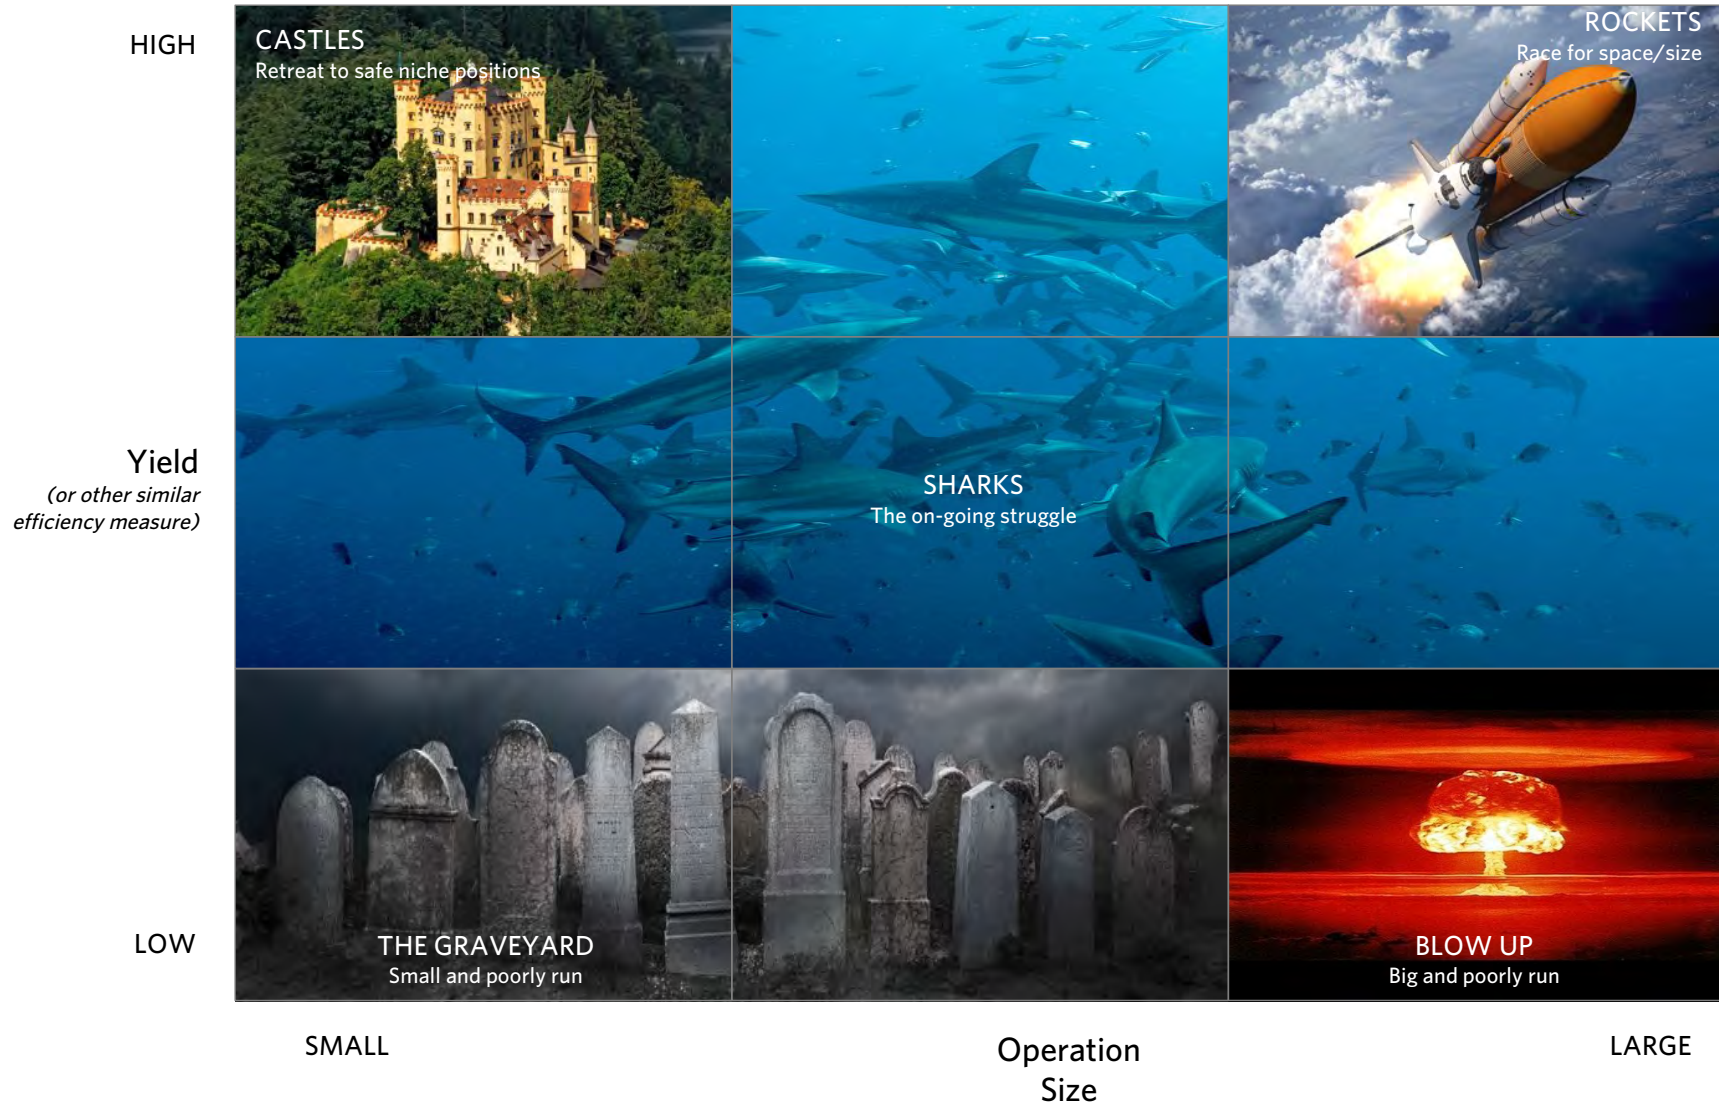 HIGH
CASTLES
Retreat to safe niche positions
ROCKETS
Race for space/size
Yield
(or other similar
efficiency measure)
SHARKS
The on-going struggle
LOW
THE GRAVEYARD
Small and poorly run
BLOW UP
Big and poorly run
SMALL
Operation
Size
LARGE